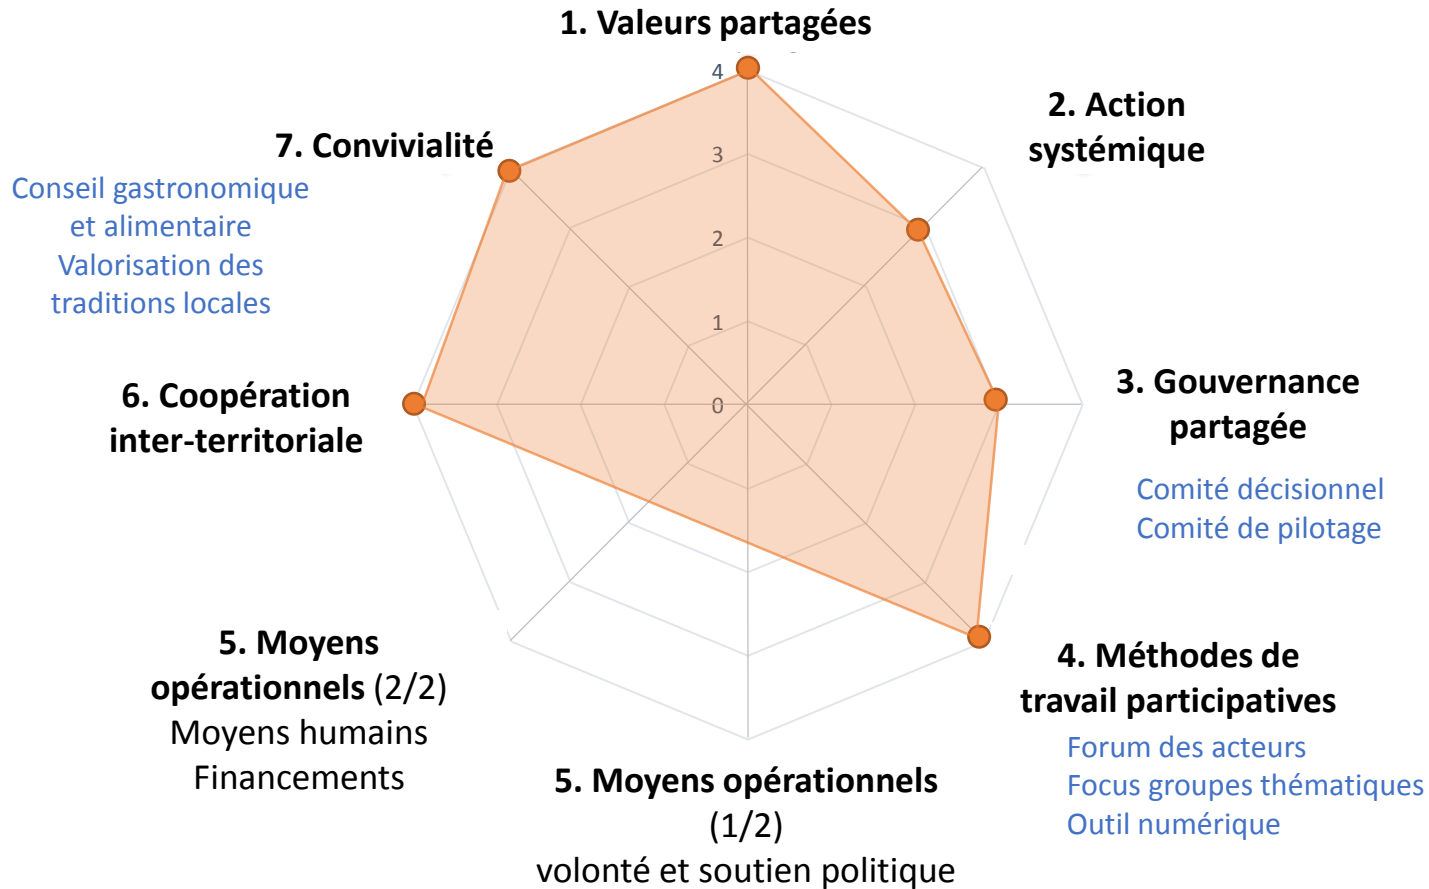 1. Valeurs partagées
2. Action
systémique
3. Gouvernance
partagée
Comité décisionnel
Comité de pilotage
4. Méthodes de
travail participatives
Forum des acteurs
Focus groupes thématiques
Outil numérique
5. Moyens opérationnels
(1/2)
volonté et soutien politique
5. Moyens
opérationnels (2/2)
Moyens humains
Financements
6. Coopération
inter-territoriale
7. Convivialité
Conseil gastronomique
et alimentaire
Valorisation des
traditions locales
4
3
2
1
0